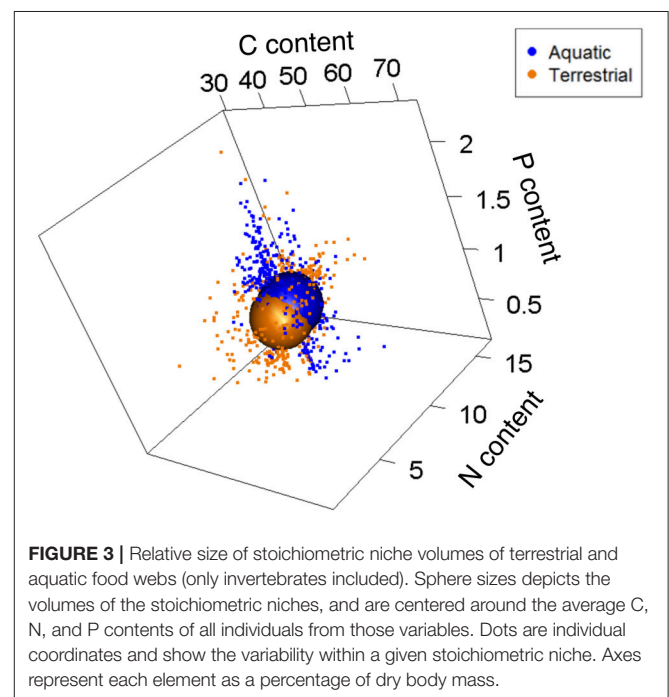 C content
30 40 50 60 70
Aquatic
Terrestrial
P content
2
1.5
1
0.5
15
10
5
N content
FIGURE 3 | Relative size of stoichiometric niche volumes of terrestrial and
aquatic food webs (only invertebrates included). Sphere sizes depicts the
volumes of the stoichiometric niches, and are centered around the average C,
N, and P contents of all individuals from those variables. Dots are individual
coordinates and show the variability within a given stoichiometric niche. Axes
represent each element as a percentage of dry body mass.